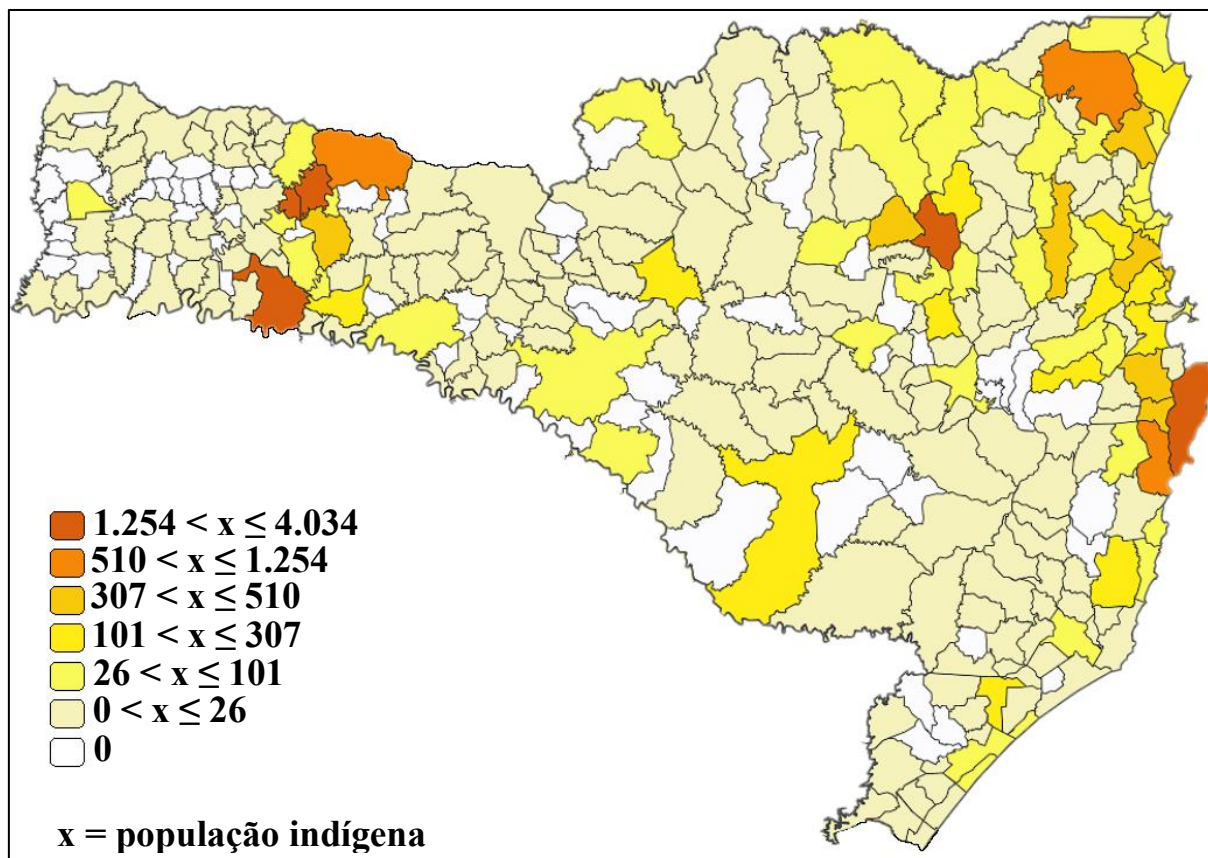 1.254 < x ≤ 4.034
510 < x ≤ 1.254
307 < x ≤ 510
101 < x ≤ 307
26 < x ≤ 101
0 < x ≤ 26
0
x = população indígena